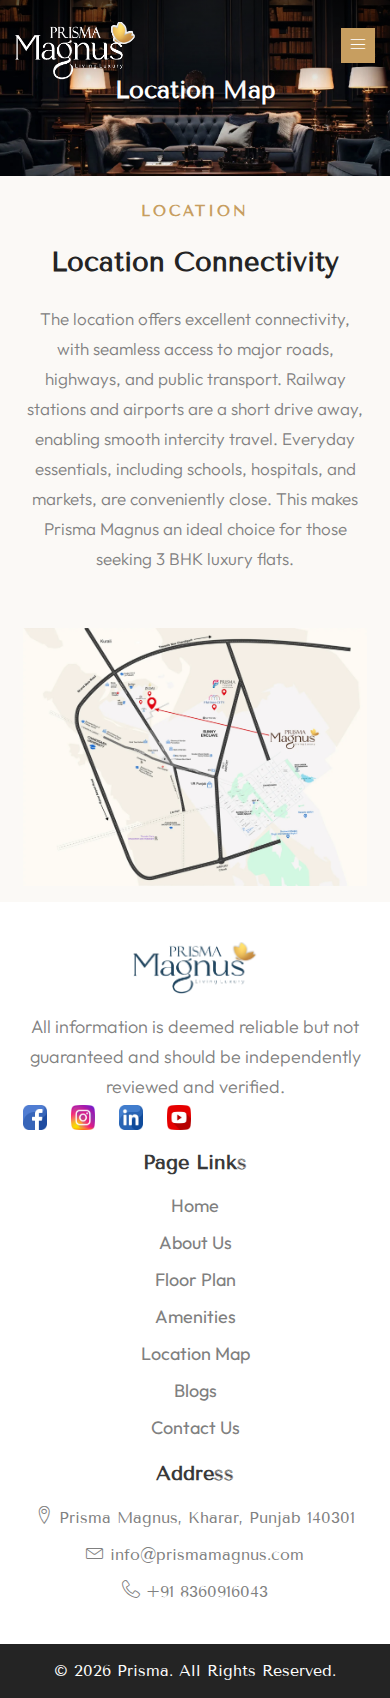 PRISMA
Magnus
Living Luxury
Location Map
LOCATION
Location Connectivity
The location offers excellent connectivity,
with seamless access to major roads,
highways, and public transport. Railway
stations and airports are a short drive away,
enabling smooth intercity travel. Everyday
essentials, including schools, hospitals, and
markets, are conveniently close. This makes
Prisma Magnus an ideal choice for those
seeking 3 BHK luxury flats.
PRISMA
SUNNY
ENCLAVE
PRISMA
Magnus
PRISMA
Magnus
Living Luxury
All information is deemed reliable but not
guaranteed and should be independently
reviewed and verified.
Page Links
Home
About Us
Floor Plan
Amenities
Location Map
Blogs
Contact Us
Address
Prisma Magnus, Kharar, Punjab 140301
info@prismamagnus.com
+91 8360916043
© 2026 Prisma. All Rights Reserved.